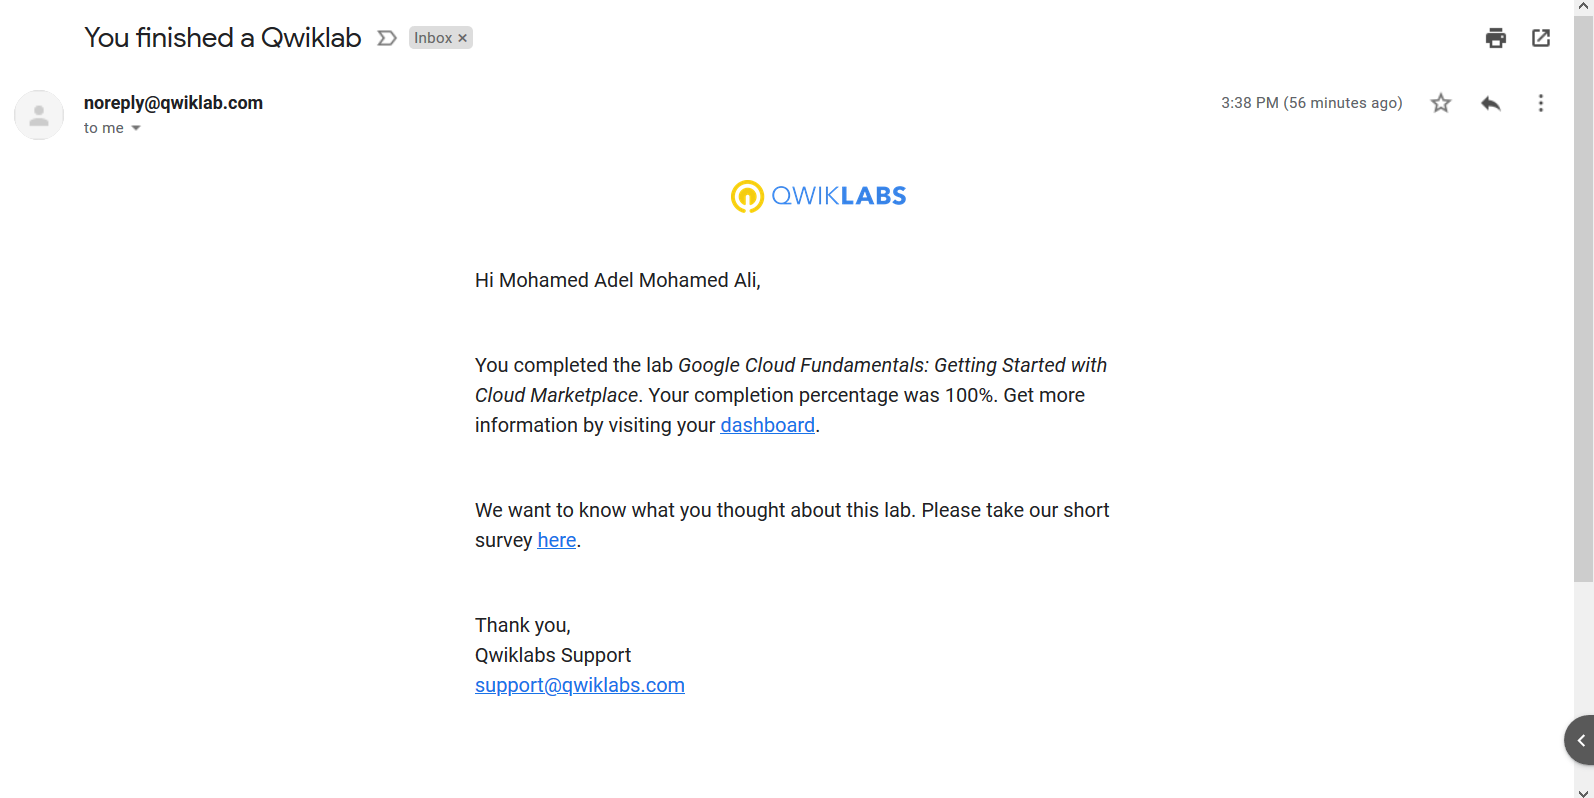 You finished a Qwiklab
Inbox ×
noreply@qwiklab.com
3:38 PM (56 minutes ago)
to me
QWIKLABS
Hi Mohamed Adel Mohamed Ali,
You completed the lab Google Cloud Fundamentals: Getting Started with
Cloud Marketplace. Your completion percentage was 100%. Get more
information by visiting your dashboard.
We want to know what you thought about this lab. Please take our short
survey here.
Thank you,
Qwiklabs Support
support@qwiklabs.com